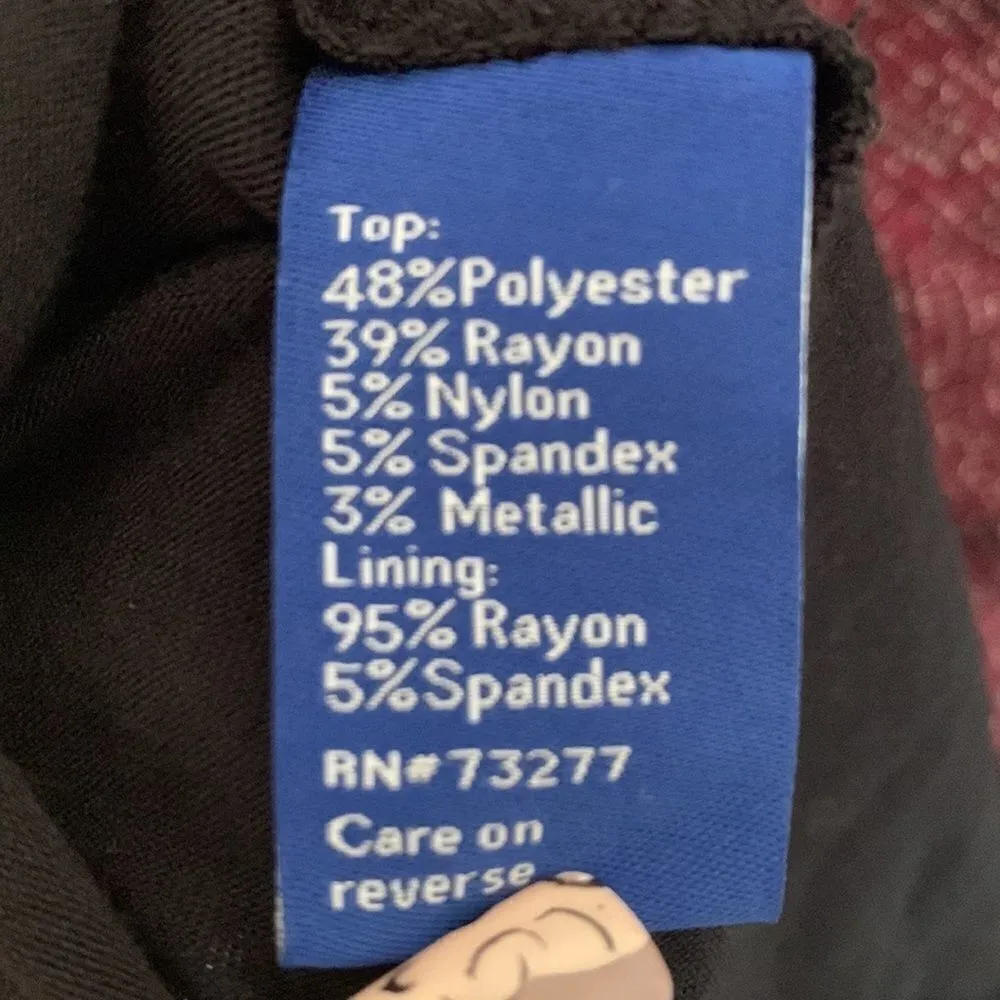 Top:
48%Polyester
39% Rayon
5% Nylon
5% Spandex
3% Metallic
Lining:
95% Rayon
5%Spandex
RN#73277
Care on
reverse